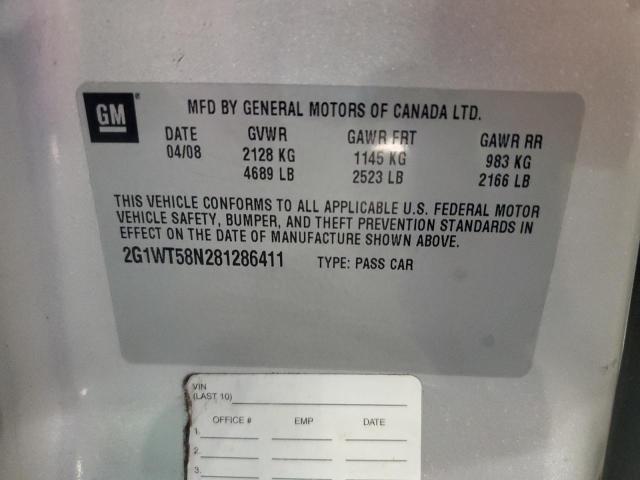 GM
MFD BY GENERAL MOTORS OF CANADA LTD.
DATE GVWR GAWR FRT GAWR RR
04/08 2128 KG 1145 KG 983 KG
4689 LB 2523 LB 2166 LB
THIS VEHICLE CONFORMS TO ALL APPLICABLE U.S. FEDERAL MOTOR
VEHICLE SAFETY, BUMPER, AND THEFT PREVENTION STANDARDS IN
EFFECT ON THE DATE OF MANUFACTURE SHOWN ABOVE.
2G1WT58N281286411 TYPE: PASS CAR
VIN
(LAST 10)
OFFICE # EMP DATE
1.
2.
3.